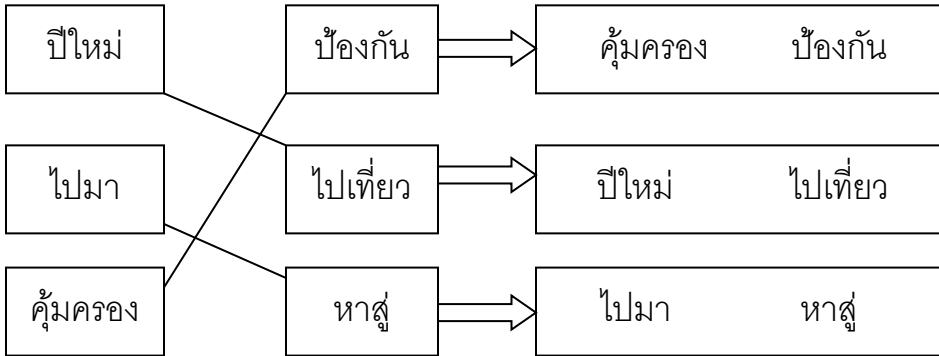 ปีใหม่ ป้องกัน คุ้มครอง ป้องกัน
ไปมา ไปเที่ยว ปีใหม่ ไปเที่ยว
คุ้มครอง หาสู่ ไปมา หาสู่